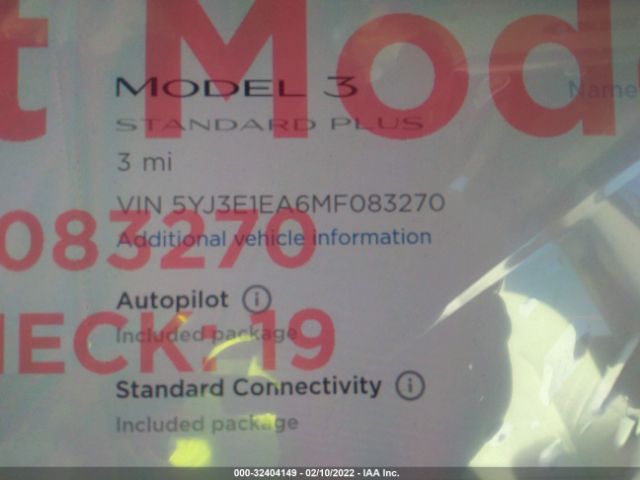 t Mod
MODEL 3
Name
STANDARD PLUS
3 mi
VIN 5YJ3E1EA6MF083270
083270
Additional vehicle information
Autopilot
Included package
HECK: 19
Standard Connectivity
Included package
000-32404149 - 02/10/2022 - IAA Inc.